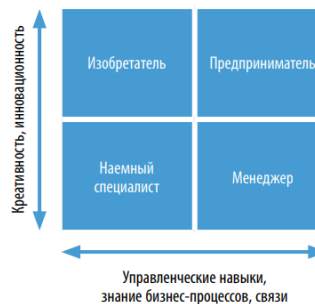 Креативность, инновационность
Изобретатель
Предприниматель
Наемный
специалист
Менеджер
Управленческие навыки,
знание бизнес-процессов, связи